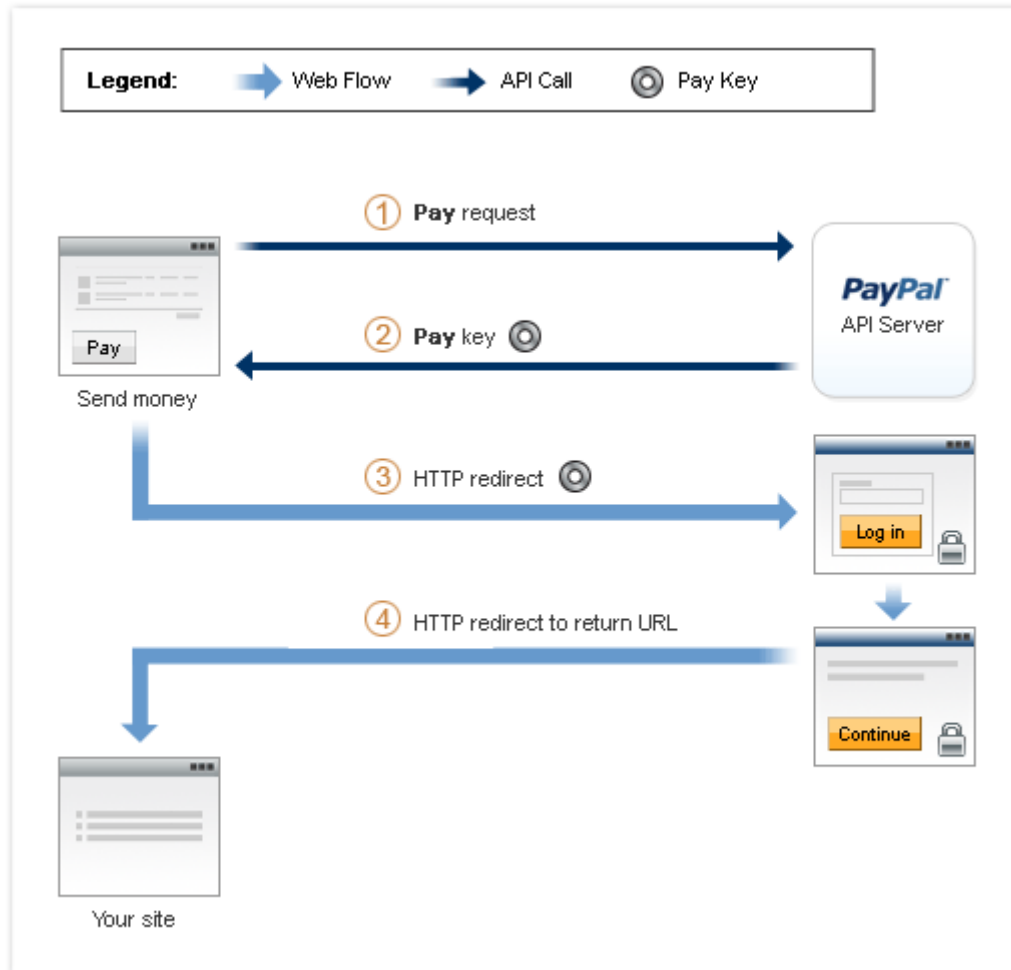 Legend: Web Flow API Call Pay Key
1 Pay request
PayPal™
API Server
2 Pay key
Pay
Send money
3 HTTP redirect
Log in
4 HTTP redirect to return URL
Continue
Your site